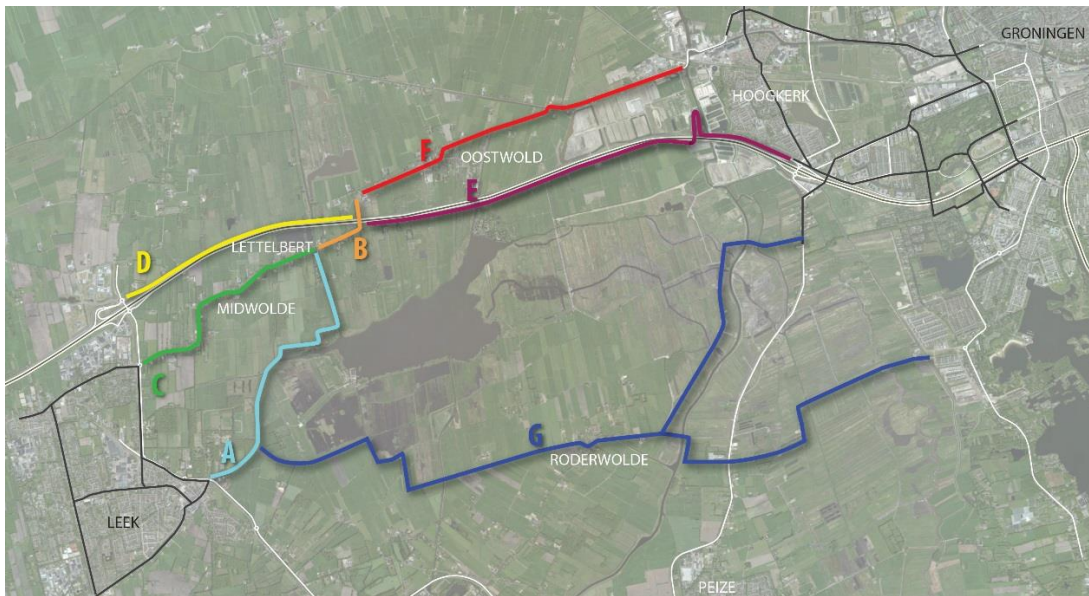 GRONINGEN
HOOGKERK
F
OOSTWOLD
E
LETTELBERT
B
D
MIDWOLDE
C
A
G
RODERWOLDE
LEEK
PEIZE